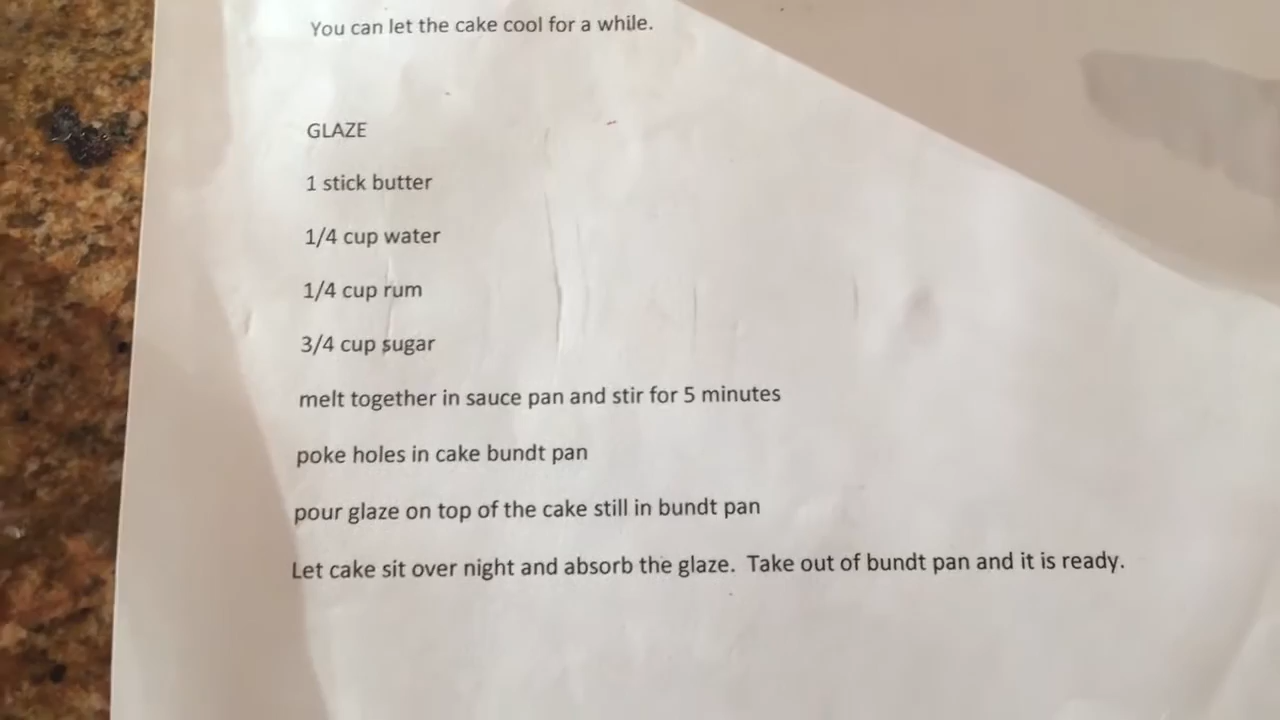 You can let the cake cool for a while.
GLAZE
1 stick butter
1/4 cup water
1/4 cup rum
3/4 cup sugar
melt together in sauce pan and stir for 5 minutes
poke holes in cake bundt pan
pour glaze on top of the cake still in bundt pan
Let cake sit over night and absorb the glaze.  Take out of bundt pan and it is ready.